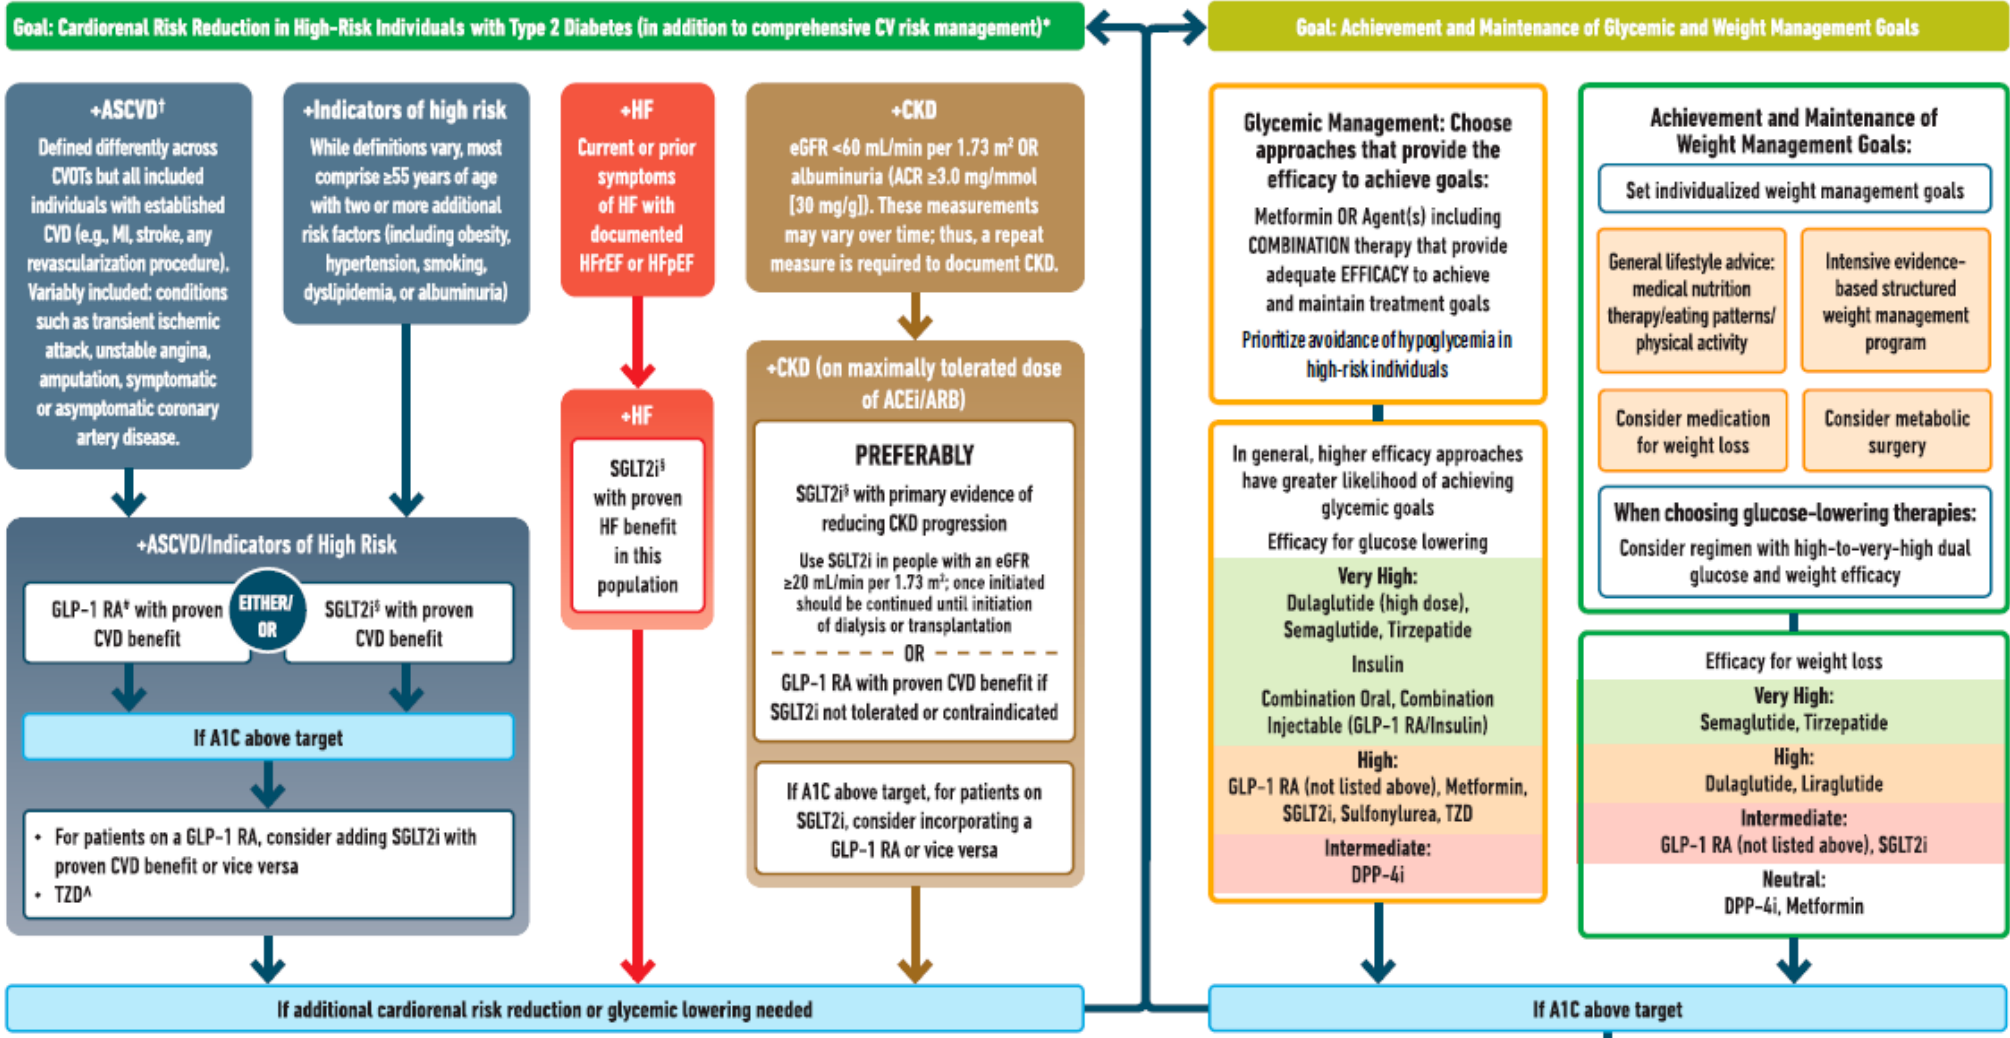 Goal: Cardiorenal Risk Reduction in High-Risk Individuals with Type 2 Diabetes (in addition to comprehensive CV risk management)*
+ASCVD†
Defined differently across
CVOTs but all included
individuals with established
CVD (e.g., MI, stroke, any
revascularization procedure).
Variably included: conditions
such as transient ischemic
attack, unstable angina,
amputation, symptomatic
or asymptomatic coronary
artery disease.
+Indicators of high risk
While definitions vary, most
comprise ≥55 years of age
with two or more additional
risk factors (including obesity,
hypertension, smoking,
dyslipidemia, or albuminuria)
+ASCVD/Indicators of High Risk
GLP-1 RA# with proven
CVD benefit
EITHER/
OR
SGLT2i§ with proven
CVD benefit
If A1C above target
• For patients on a GLP-1 RA, consider adding SGLT2i with
proven CVD benefit or vice versa
• TZD^
+HF
Current or prior
symptoms
of HF with
documented
HFrEF or HFpEF
+HF
SGLT2i§
with proven
HF benefit
in this
population
+CKD
eGFR <60 mL/min per 1.73 m² OR
albuminuria (ACR ≥3.0 mg/mmol
[30 mg/g]). These measurements
may vary over time; thus, a repeat
measure is required to document CKD.
+CKD (on maximally tolerated dose
of ACEi/ARB)
PREFERABLY
SGLT2i§ with primary evidence of
reducing CKD progression
Use SGLT2i in people with an eGFR
≥20 mL/min per 1.73 m²; once initiated
should be continued until initiation
of dialysis or transplantation
OR
GLP-1 RA with proven CVD benefit if
SGLT2i not tolerated or contraindicated
If A1C above target, for patients on
SGLT2i, consider incorporating a
GLP-1 RA or vice versa
If additional cardiorenal risk reduction or glycemic lowering needed
Goal: Achievement and Maintenance of Glycemic and Weight Management Goals
Glycemic Management: Choose
approaches that provide the
efficacy to achieve goals:
Metformin OR Agent(s) including
COMBINATION therapy that provide
adequate EFFICACY to achieve
and maintain treatment goals
Prioritize avoidance of hypoglycemia in
high-risk individuals
In general, higher efficacy approaches
have greater likelihood of achieving
glycemic goals
Efficacy for glucose lowering
Very High:
Dulaglutide (high dose),
Semaglutide, Tirzepatide
Insulin
Combination Oral, Combination
Injectable (GLP-1 RA/Insulin)
High:
GLP-1 RA (not listed above), Metformin,
SGLT2i, Sulfonylurea, TZD
Intermediate:
DPP-4i
Achievement and Maintenance of
Weight Management Goals:
Set individualized weight management goals
General lifestyle advice:
medical nutrition
therapy/eating patterns/
physical activity
Intensive evidence-
based structured
weight management
program
Consider medication
for weight loss
Consider metabolic
surgery
When choosing glucose-lowering therapies:
Consider regimen with high-to-very-high dual
glucose and weight efficacy
Efficacy for weight loss
Very High:
Semaglutide, Tirzepatide
High:
Dulaglutide, Liraglutide
Intermediate:
GLP-1 RA (not listed above), SGLT2i
Neutral:
DPP-4i, Metformin
If A1C above target